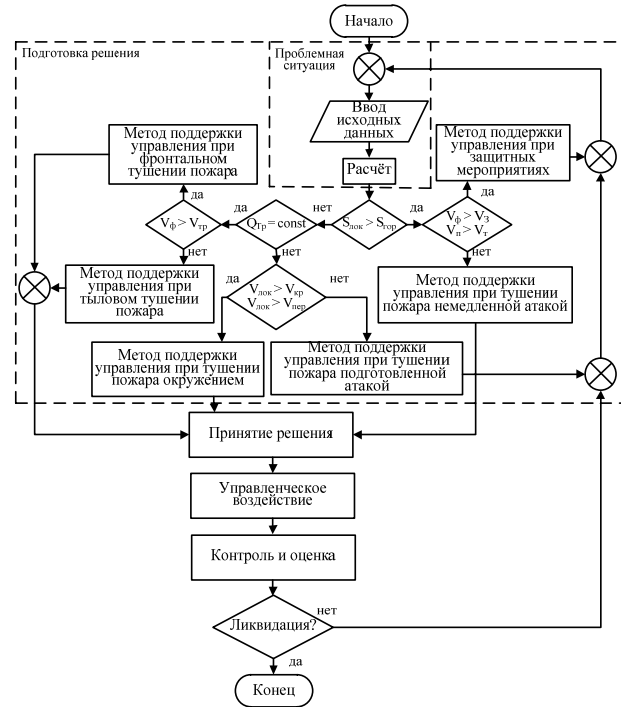 Начало
Подготовка решения
Проблемная
ситуация
Ввод
исходных
данных
Расчёт
Метод поддержки
управления при
фронтальном
тушении пожара
Метод поддержки
управления при
защитных
мероприятиях
да
да
нет
да
да
Vф > Vтр
Qтр = const
Sлок > Sгор
Vф > VЗ
Vп > Vт
нет
нет
нет
Метод поддержки
управления при
тыловом тушении
пожара
да
нет
Vлок > Vкр
Vлок > Vпер
Метод поддержки
управления при тушении
пожара немедленной атакой
Метод поддержки
управления при тушении
пожара окружением
Метод поддержки
управления при тушении
пожара подготовленной
атакой
Принятие решения
Управленческое
воздействие
Контроль и оценка
Ликвидация?
нет
да
Конец